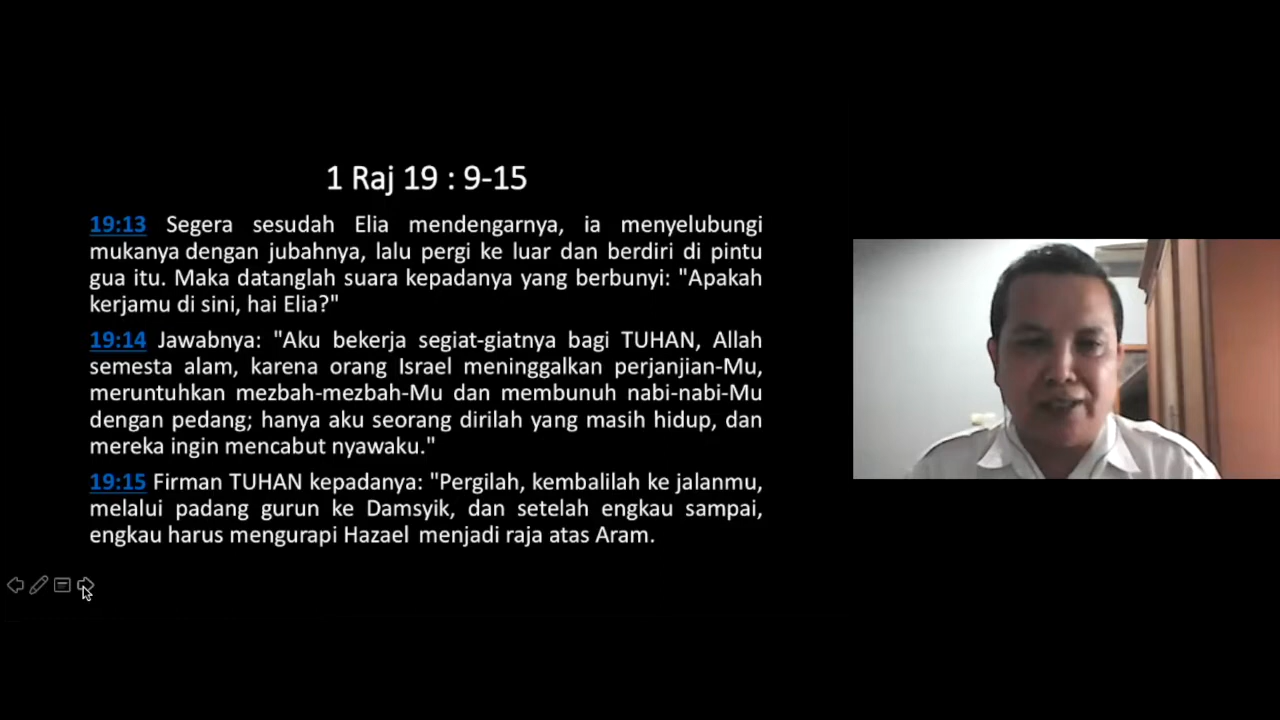 1 Raj 19 : 9-15
19:13 Segera sesudah Elia mendengarnya, ia menyelubungi
mukanya dengan jubahnya, lalu pergi ke luar dan berdiri di pintu
gua itu. Maka datanglah suara kepadanya yang berbunyi: "Apakah
kerjamu di sini, hai Elia?"
19:14 Jawabnya: "Aku bekerja segiat-giatnya bagi TUHAN, Allah
semesta alam, karena orang Israel meninggalkan perjanjian-Mu,
meruntuhkan mezbah-mezbah-Mu dan membunuh nabi-nabi-Mu
dengan pedang; hanya aku seorang dirilah yang masih hidup, dan
mereka ingin mencabut nyawaku."
19:15 Firman TUHAN kepadanya: "Pergilah, kembalilah ke jalanmu,
melalui padang gurun ke Damsyik, dan setelah engkau sampai,
engkau harus mengurapi Hazael menjadi raja atas Aram.